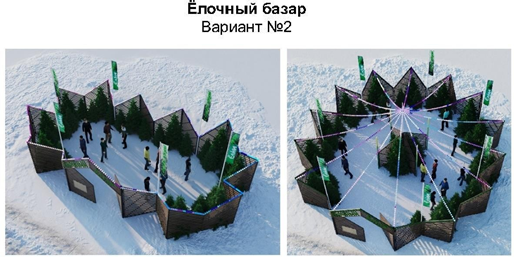 Ёлочный базар
Вариант №2